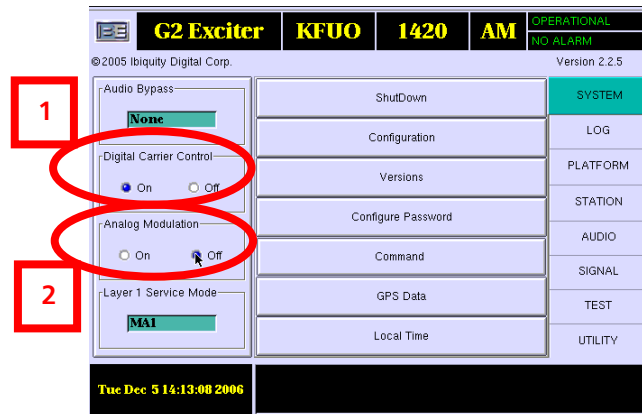 G2 Exciter KFUO 1420 AM
OPERATIONAL
NO ALARM
©2005 Ibiquity Digital Corp. Version 2.2.5
1
Audio Bypass
None
Digital Carrier Control
On Off
Analog Modulation
On Off
2
Layer 1 Service Mode
MA1
ShutDown
Configuration
Versions
Configure Password
Command
GPS Data
Local Time
SYSTEM
LOG
PLATFORM
STATION
AUDIO
SIGNAL
TEST
UTILITY
Tue Dec 5 14:13:08 2006